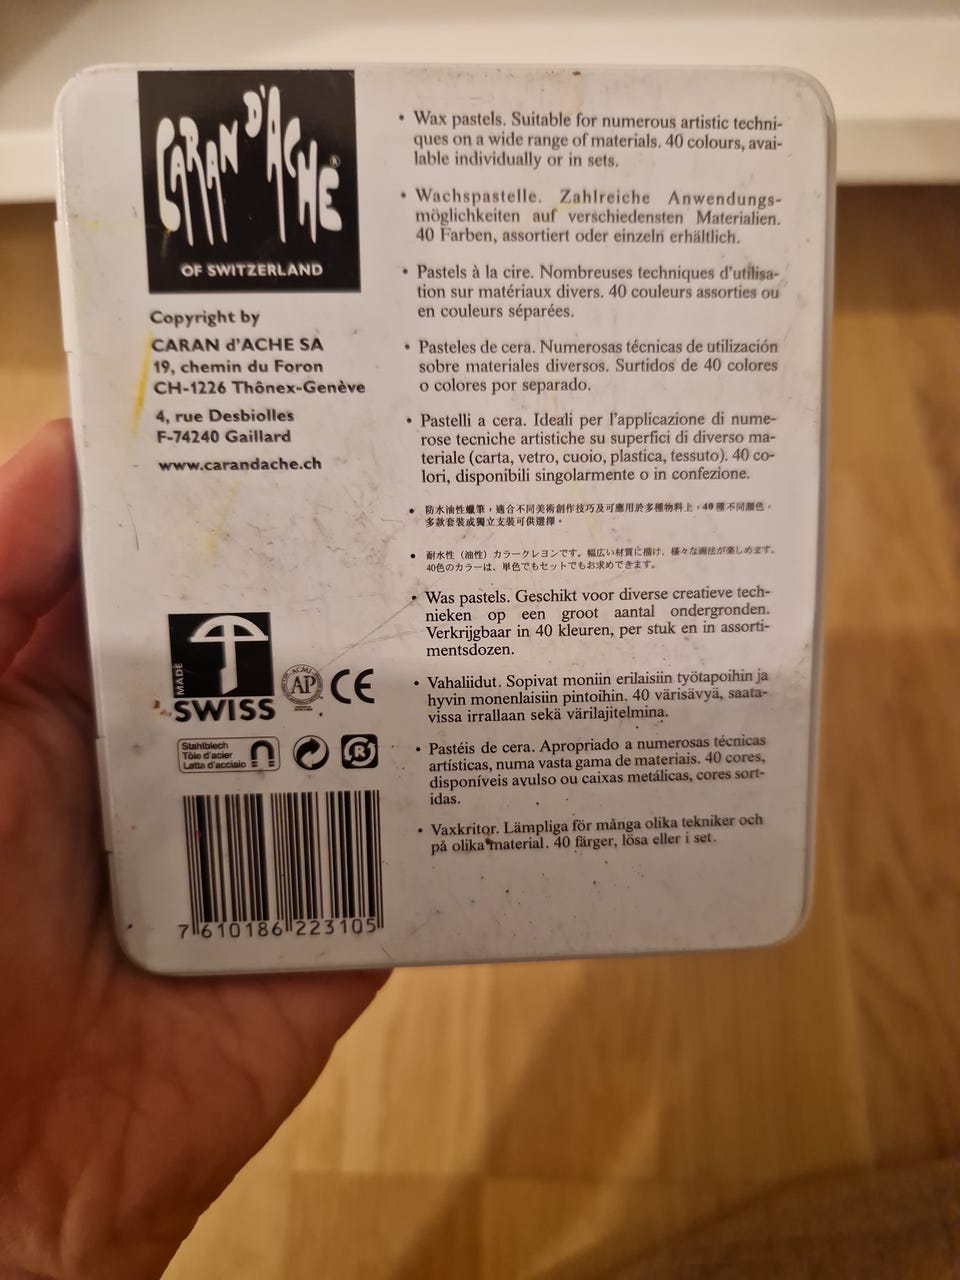 CARAN D'ACHE®
OF SWITZERLAND
Copyright by
CARAN d'ACHE SA
19, chemin du Foron
CH-1226 Thônex-Genève
4, rue Desbiolles
F-74240 Gaillard
www.carandache.ch
• Wax pastels. Suitable for numerous artistic techni-
ques on a wide range of materials. 40 colours, avai-
lable individually or in sets.
• Wachspastelle. Zahlreiche Anwendungs-
möglichkeiten auf verschiedensten Materialien.
40 Farben, assortiert oder einzeln erhältlich.
• Pastels à la cire. Nombreuses techniques d'utilisa-
tion sur matériaux divers. 40 couleurs assorties ou
en couleurs séparées.
• Pasteles de cera. Numerosas técnicas de utilización
sobre materiales diversos. Surtidos de 40 colores
o colores por separado.
• Pastelli a cera. Ideali per l'applicazione di nume-
rose tecniche artistiche su superfici di diverso ma-
teriale (carta, vetro, cuoio, plastica, tessuto). 40 co-
lori, disponibili singolarmente o in confezione.
• 防水油性蠟筆，適合不同美術創作技巧及可應用於多種物料上，40種不同顏色，
多款套裝或獨立支裝可供選擇。
• 耐水性（油性）カラークレヨンです。幅広い材質に描け、様々な画法が楽しめます。
40色のカラーは、単色でもセットでもお求めできます。
• Was pastels. Geschikt voor diverse creatieve tech-
nieken op een groot aantal ondergronden.
Verkrijgbaar in 40 kleuren, per stuk en in assorti-
mentsdozen.
• Vahaliidut. Sopivat moniin erilaisiin työtapoihin ja
hyvin monenlaisiin pintoihin. 40 värisävyä, saata-
vissa irrallaan sekä värilajitelmina.
• Pastéis de cera. Apropriado a numerosas técnicas
artísticas, numa vasta gama de materiais. 40 cores,
disponíveis avulso ou caixas metálicas, cores sort-
idas.
• Vaxkritor. Lämpliga för många olika tekniker och
på olika material. 40 färger, lösa eller i set.
MADE
SWISS
ACMI
AP
CE
Stahlblech
Tôle d'acier
Latta d'acciaio
R
7 610186 223105